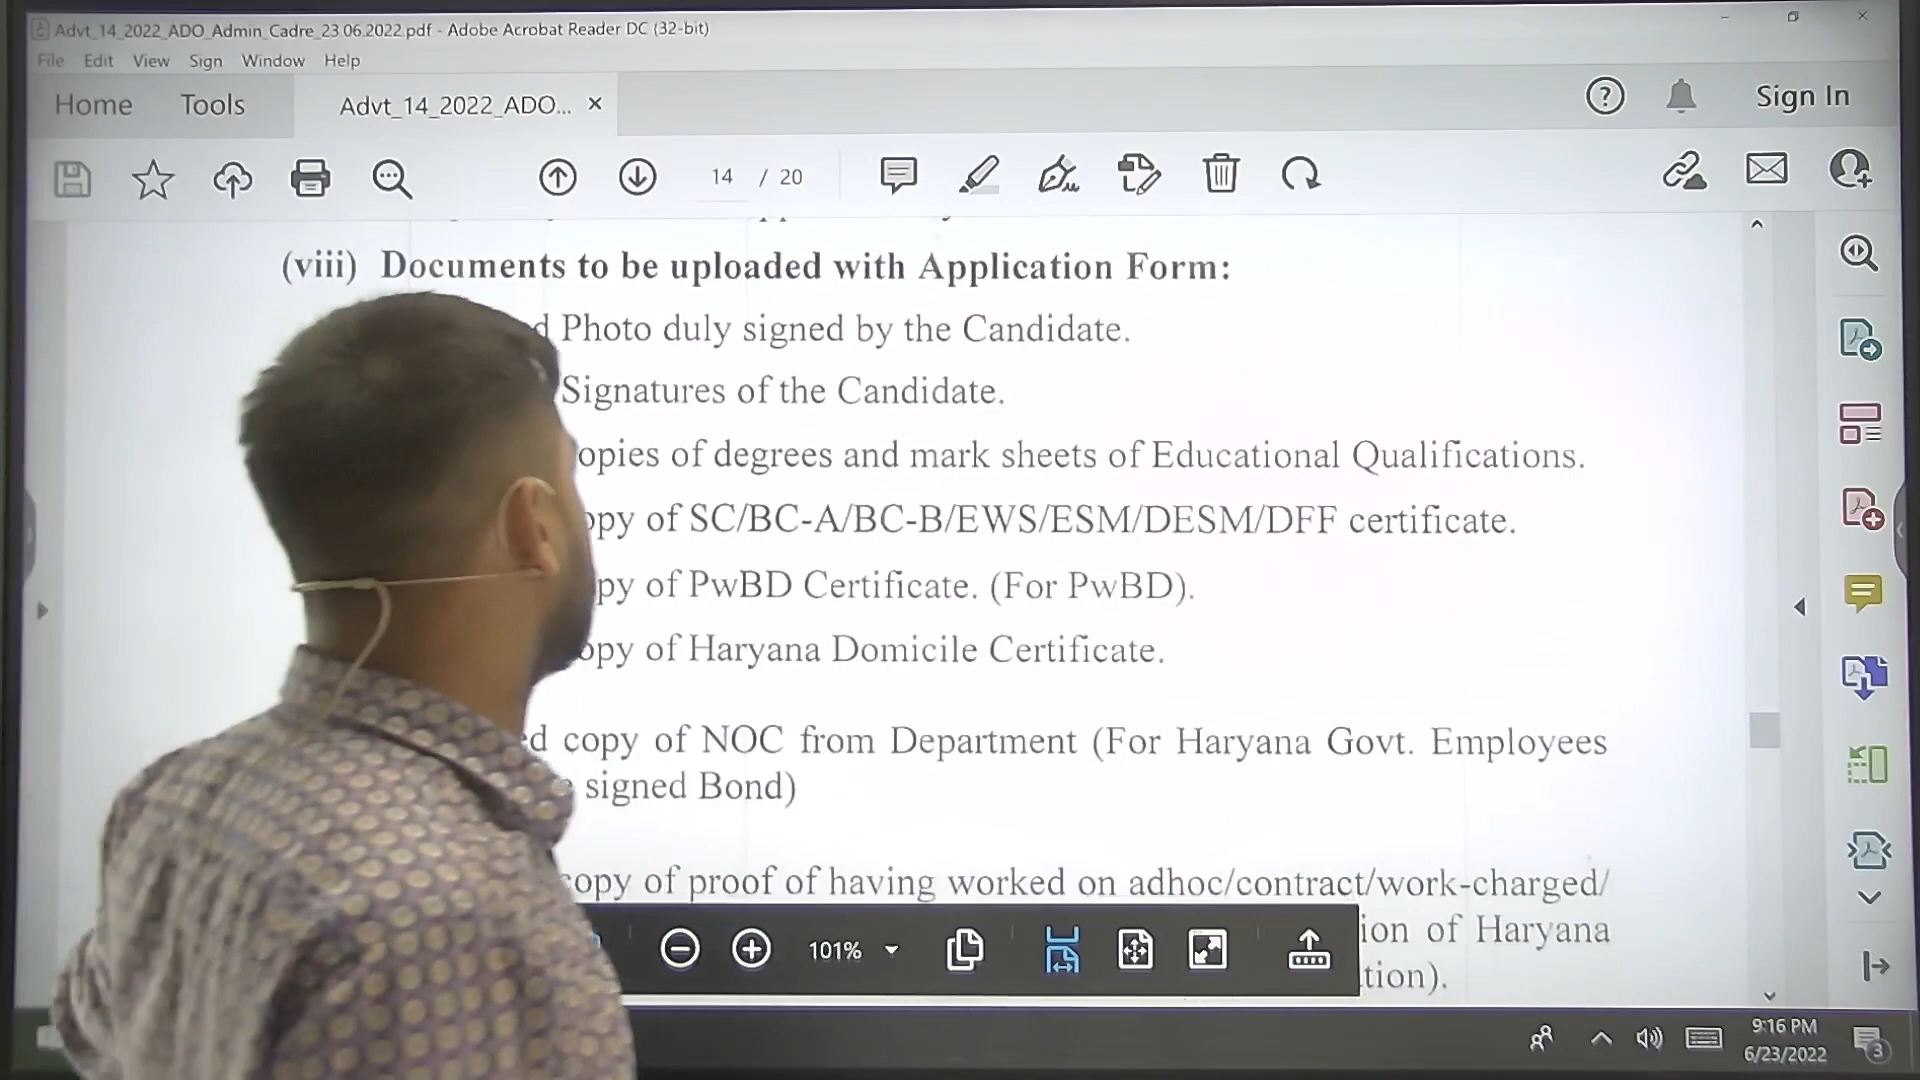 Advt_14_2022_ADO_Admin_Cadre_23.06.2022.pdf - Adobe Acrobat Reader DC (32-bit)
File Edit View Sign Window Help
Home Tools Advt_14_2022_ADO... × Sign In
14 / 20
(viii) Documents to be uploaded with Application Form:
Photo duly signed by the Candidate.
Signatures of the Candidate.
opies of degrees and mark sheets of Educational Qualifications.
opy of SC/BC-A/BC-B/EWS/ESM/DESM/DFF certificate.
py of PwBD Certificate. (For PwBD).
opy of Haryana Domicile Certificate.
ed copy of NOC from Department (For Haryana Govt. Employees
signed Bond)
copy of proof of having worked on adhoc/contract/work-charged/
ion of Haryana
tion).
101%
9:16 PM
6/23/2022
3